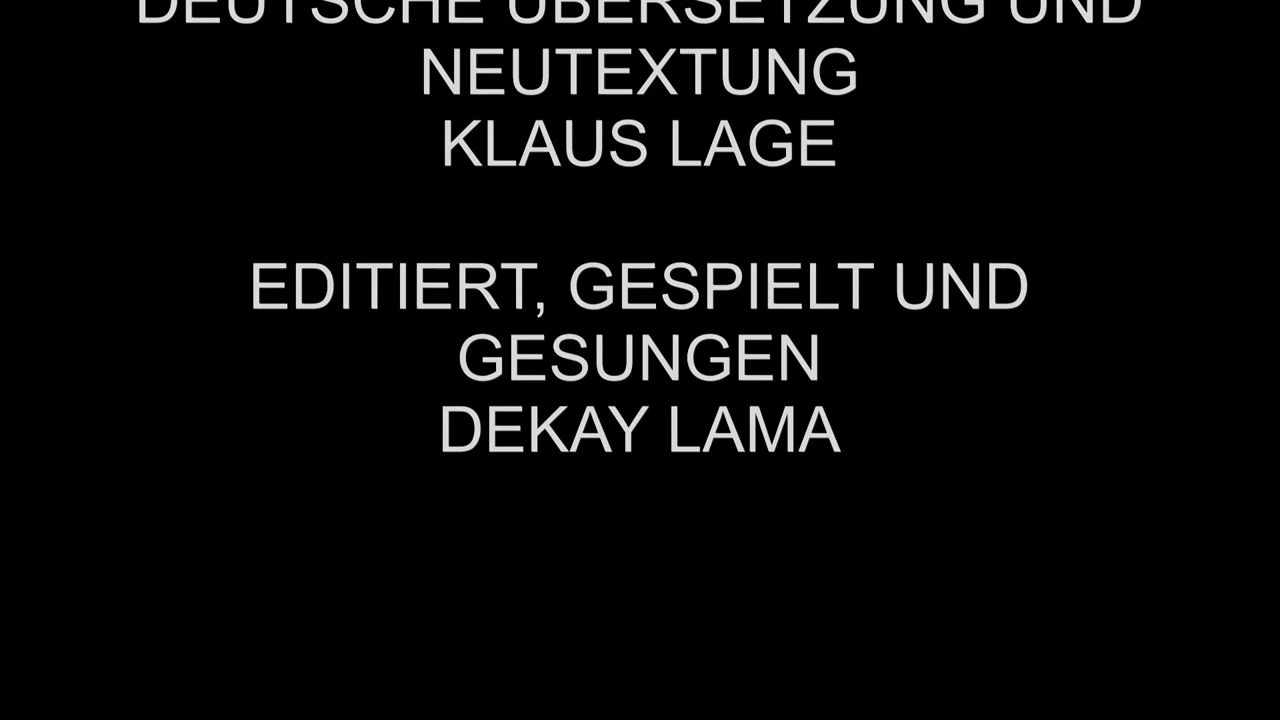 DEUTSCHE ÜBERSETZUNG UND
NEUTEXTUNG
KLAUS LAGE
EDITIERT, GESPIELT UND
GESUNGEN
DEKAY LAMA